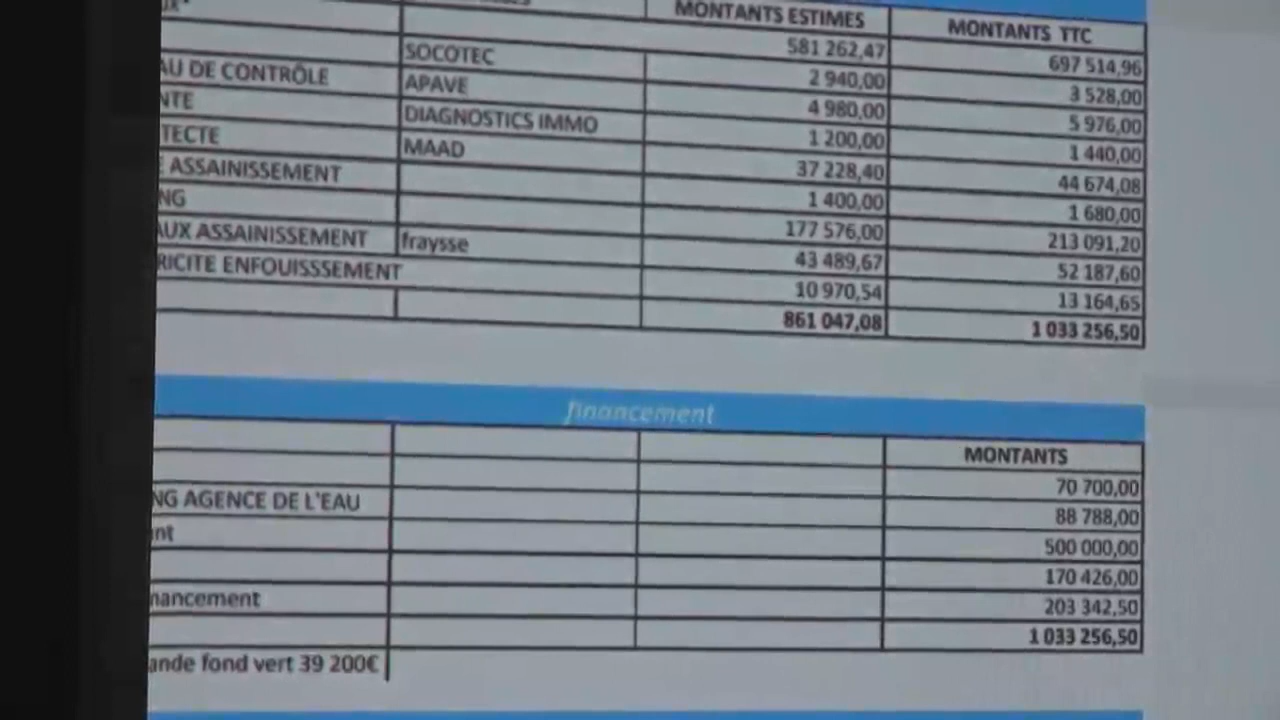 MONTANTS ESTIMES MONTANTS TTC
581 262,47 697 514,96
AU DE CONTRÔLE SOCOTEC 2 940,00 3 528,00
NTE APAVE 4 980,00 5 976,00
DIAGNOSTICS IMMO 1 200,00 1 440,00
TECTE MAAD 37 228,40 44 674,08
E ASSAINISSEMENT 1 400,00 1 680,00
NG 177 576,00 213 091,20
AUX ASSAINISSEMENT fraysse 43 489,67 52 187,60
RICITE ENFOUISSSEMENT 10 970,54 13 164,65
861 047,08 1 033 256,50
financement
MONTANTS
70 700,00
NG AGENCE DE L'EAU 88 788,00
nt 500 000,00
170 426,00
nancement 203 342,50
1 033 256,50
ande fond vert 39 200€